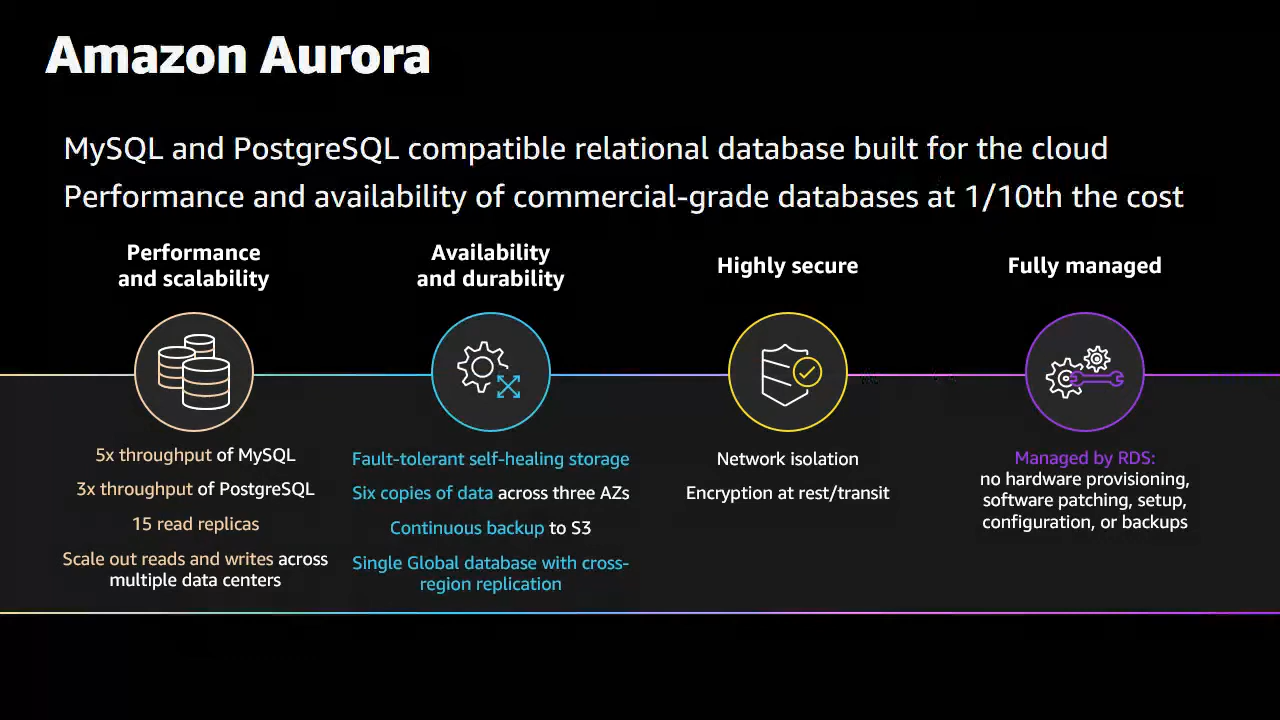 Amazon Aurora
MySQL and PostgreSQL compatible relational database built for the cloud
Performance and availability of commercial-grade databases at 1/10th the cost
Performance
and scalability
5x throughput of MySQL
3x throughput of PostgreSQL
15 read replicas
Scale out reads and writes across
multiple data centers
Availability
and durability
Fault-tolerant self-healing storage
Six copies of data across three AZs
Continuous backup to S3
Single Global database with cross-
region replication
Highly secure
Network isolation
Encryption at rest/transit
Fully managed
Managed by RDS:
no hardware provisioning,
software patching, setup,
configuration, or backups